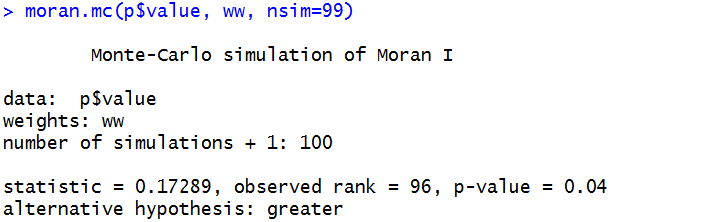 > moran.mc(p$value, ww, nsim=99)
Monte-Carlo simulation of Moran I
data: p$value
weights: ww
number of simulations + 1: 100
statistic = 0.17289, observed rank = 96, p-value = 0.04
alternative hypothesis: greater